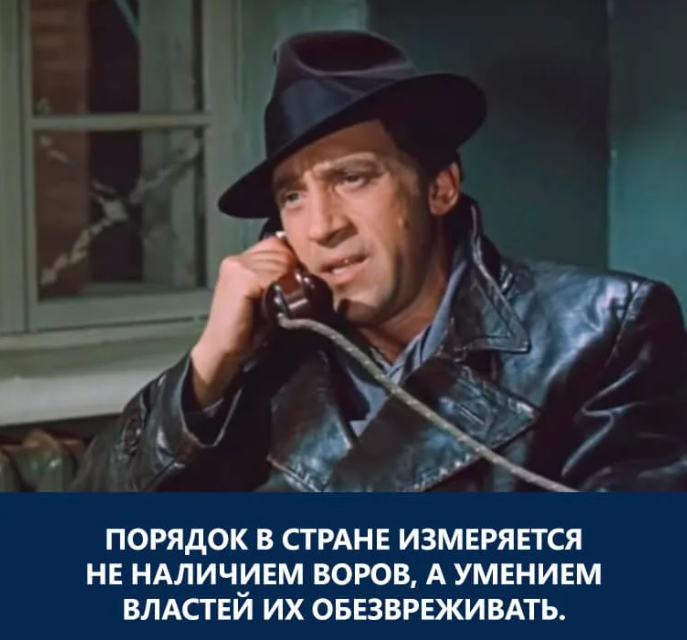 ПОРЯДОК В СТРАНЕ ИЗМЕРЯЕТСЯ
НЕ НАЛИЧИЕМ ВОРОВ, А УМЕНИЕМ
ВЛАСТЕЙ ИХ ОБЕЗВРЕЖИВАТЬ.